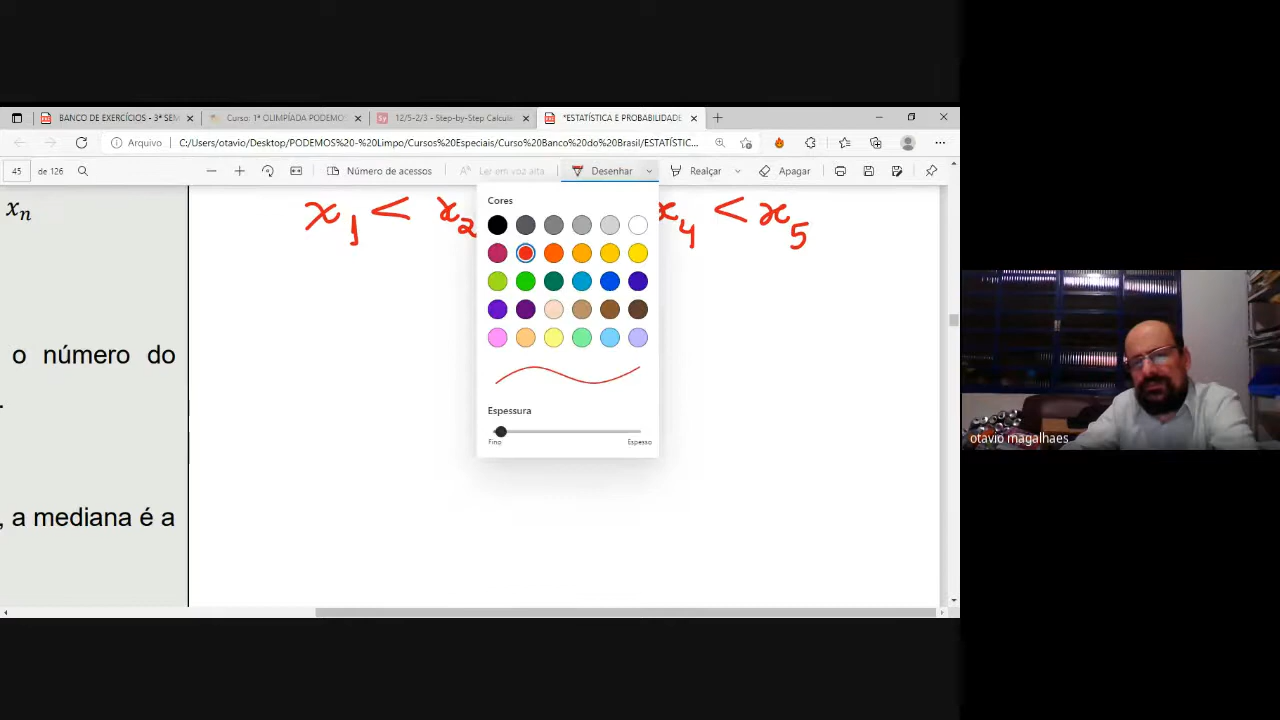 BANCO DE EXERCÍCIOS - 3ª SEM
Curso: 1ª OLIMPÍADA PODEMOS
12/5-2/3 - Step-by-Step Calcula
*ESTATÍSTICA E PROBABILIDADE
Arquivo C:/Users/otavio/Desktop/PODEMOS%20-%20Limpo/Cursos%20Especiais/Curso%20Banco%20do%20Brasil/ESTATÍSTIC...
45 de 126 Número de acessos Ler em voz alta Desenhar Realçar Apagar
xn
x1 < x2 x4 < x5
Cores
o número do
.
Espessura
Fino Espesso
, a mediana é a
otavio magalhaes